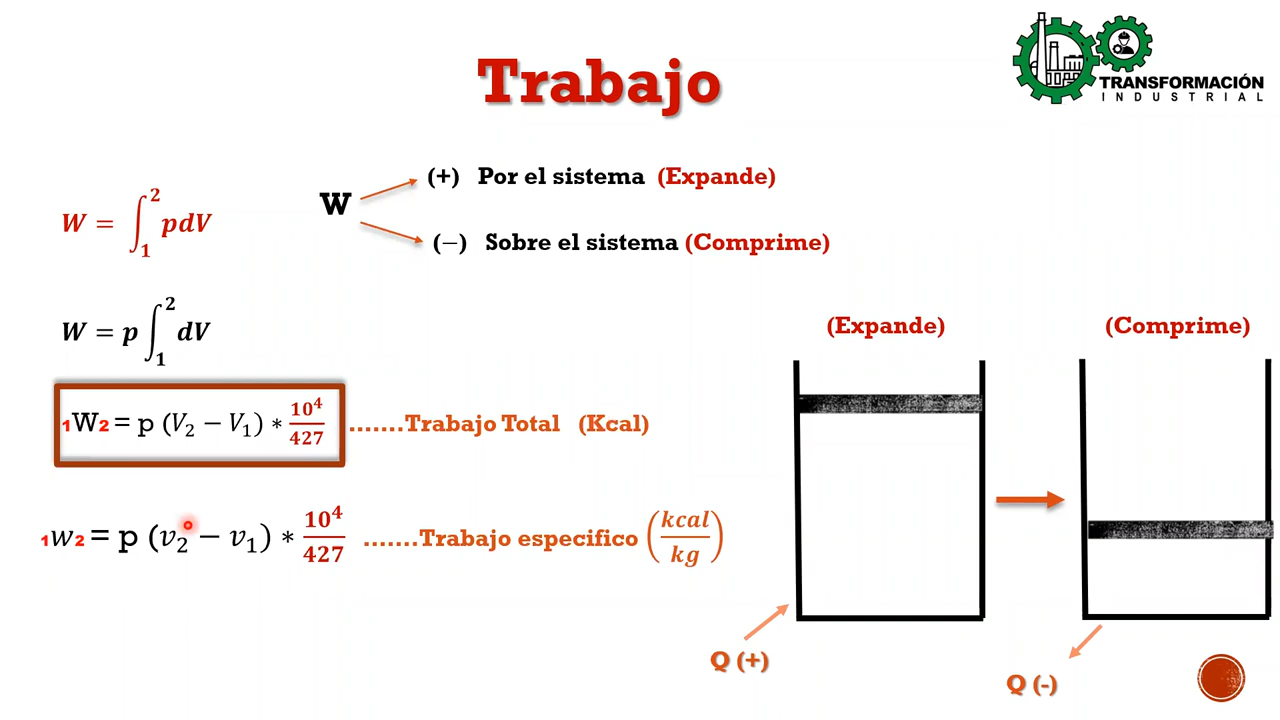 Trabajo
TRANSFORMACIÓN
INDUSTRIAL
W = ∫₁² pdV
W
(+) Por el sistema (Expande)
(−) Sobre el sistema (Comprime)
W = p ∫₁² dV
(Expande)
(Comprime)
₁W₂ = p (V₂ − V₁) * 10⁴/427 .......Trabajo Total (Kcal)
₁w₂ = p (v₂ − v₁) * 10⁴/427 .......Trabajo especifico (kcal/kg)
Q (+)
Q (-)